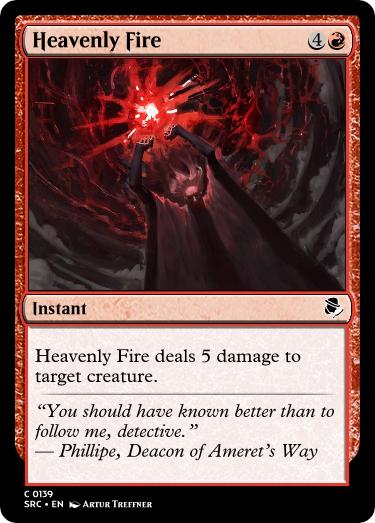 Heavenly Fire 4
Instant
Heavenly Fire deals 5 damage to
target creature.
“You should have known better than to
follow me, detective.”
— Phillipe, Deacon of Ameret's Way
C 0139
SRC • EN Artur Treffner